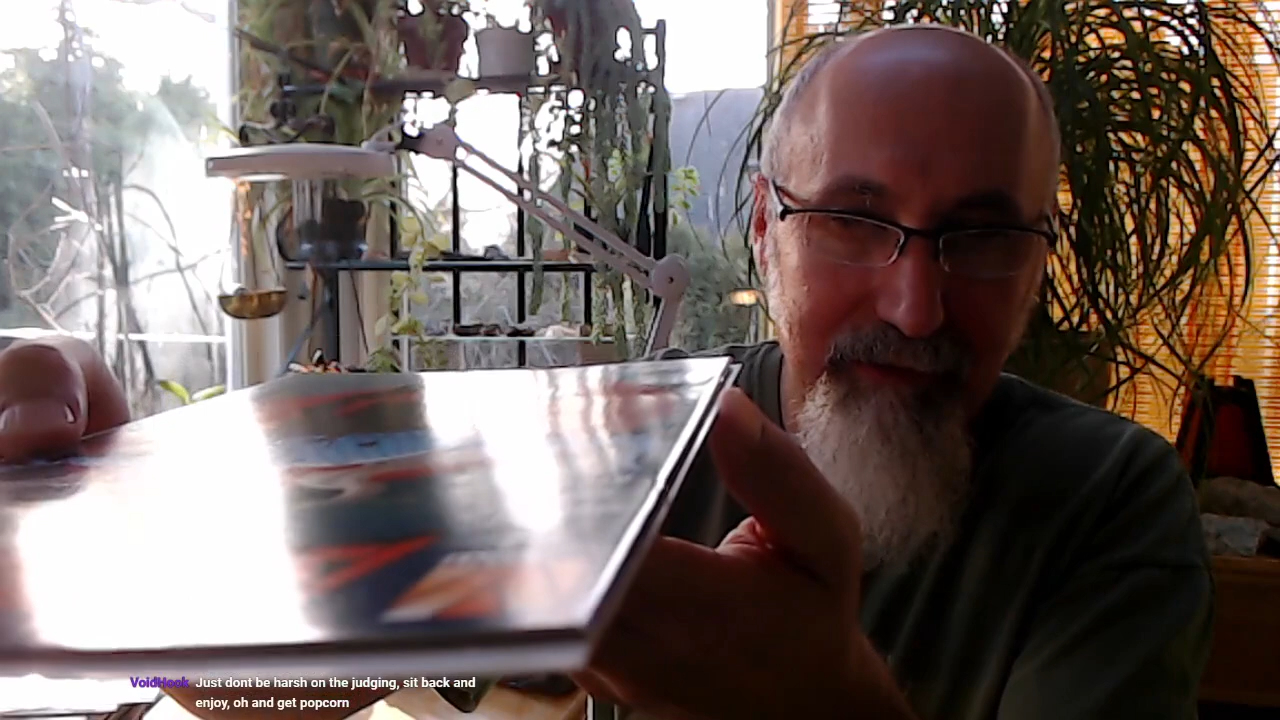 VoidHook Just dont be harsh on the judging, sit back and
enjoy, oh and get popcorn